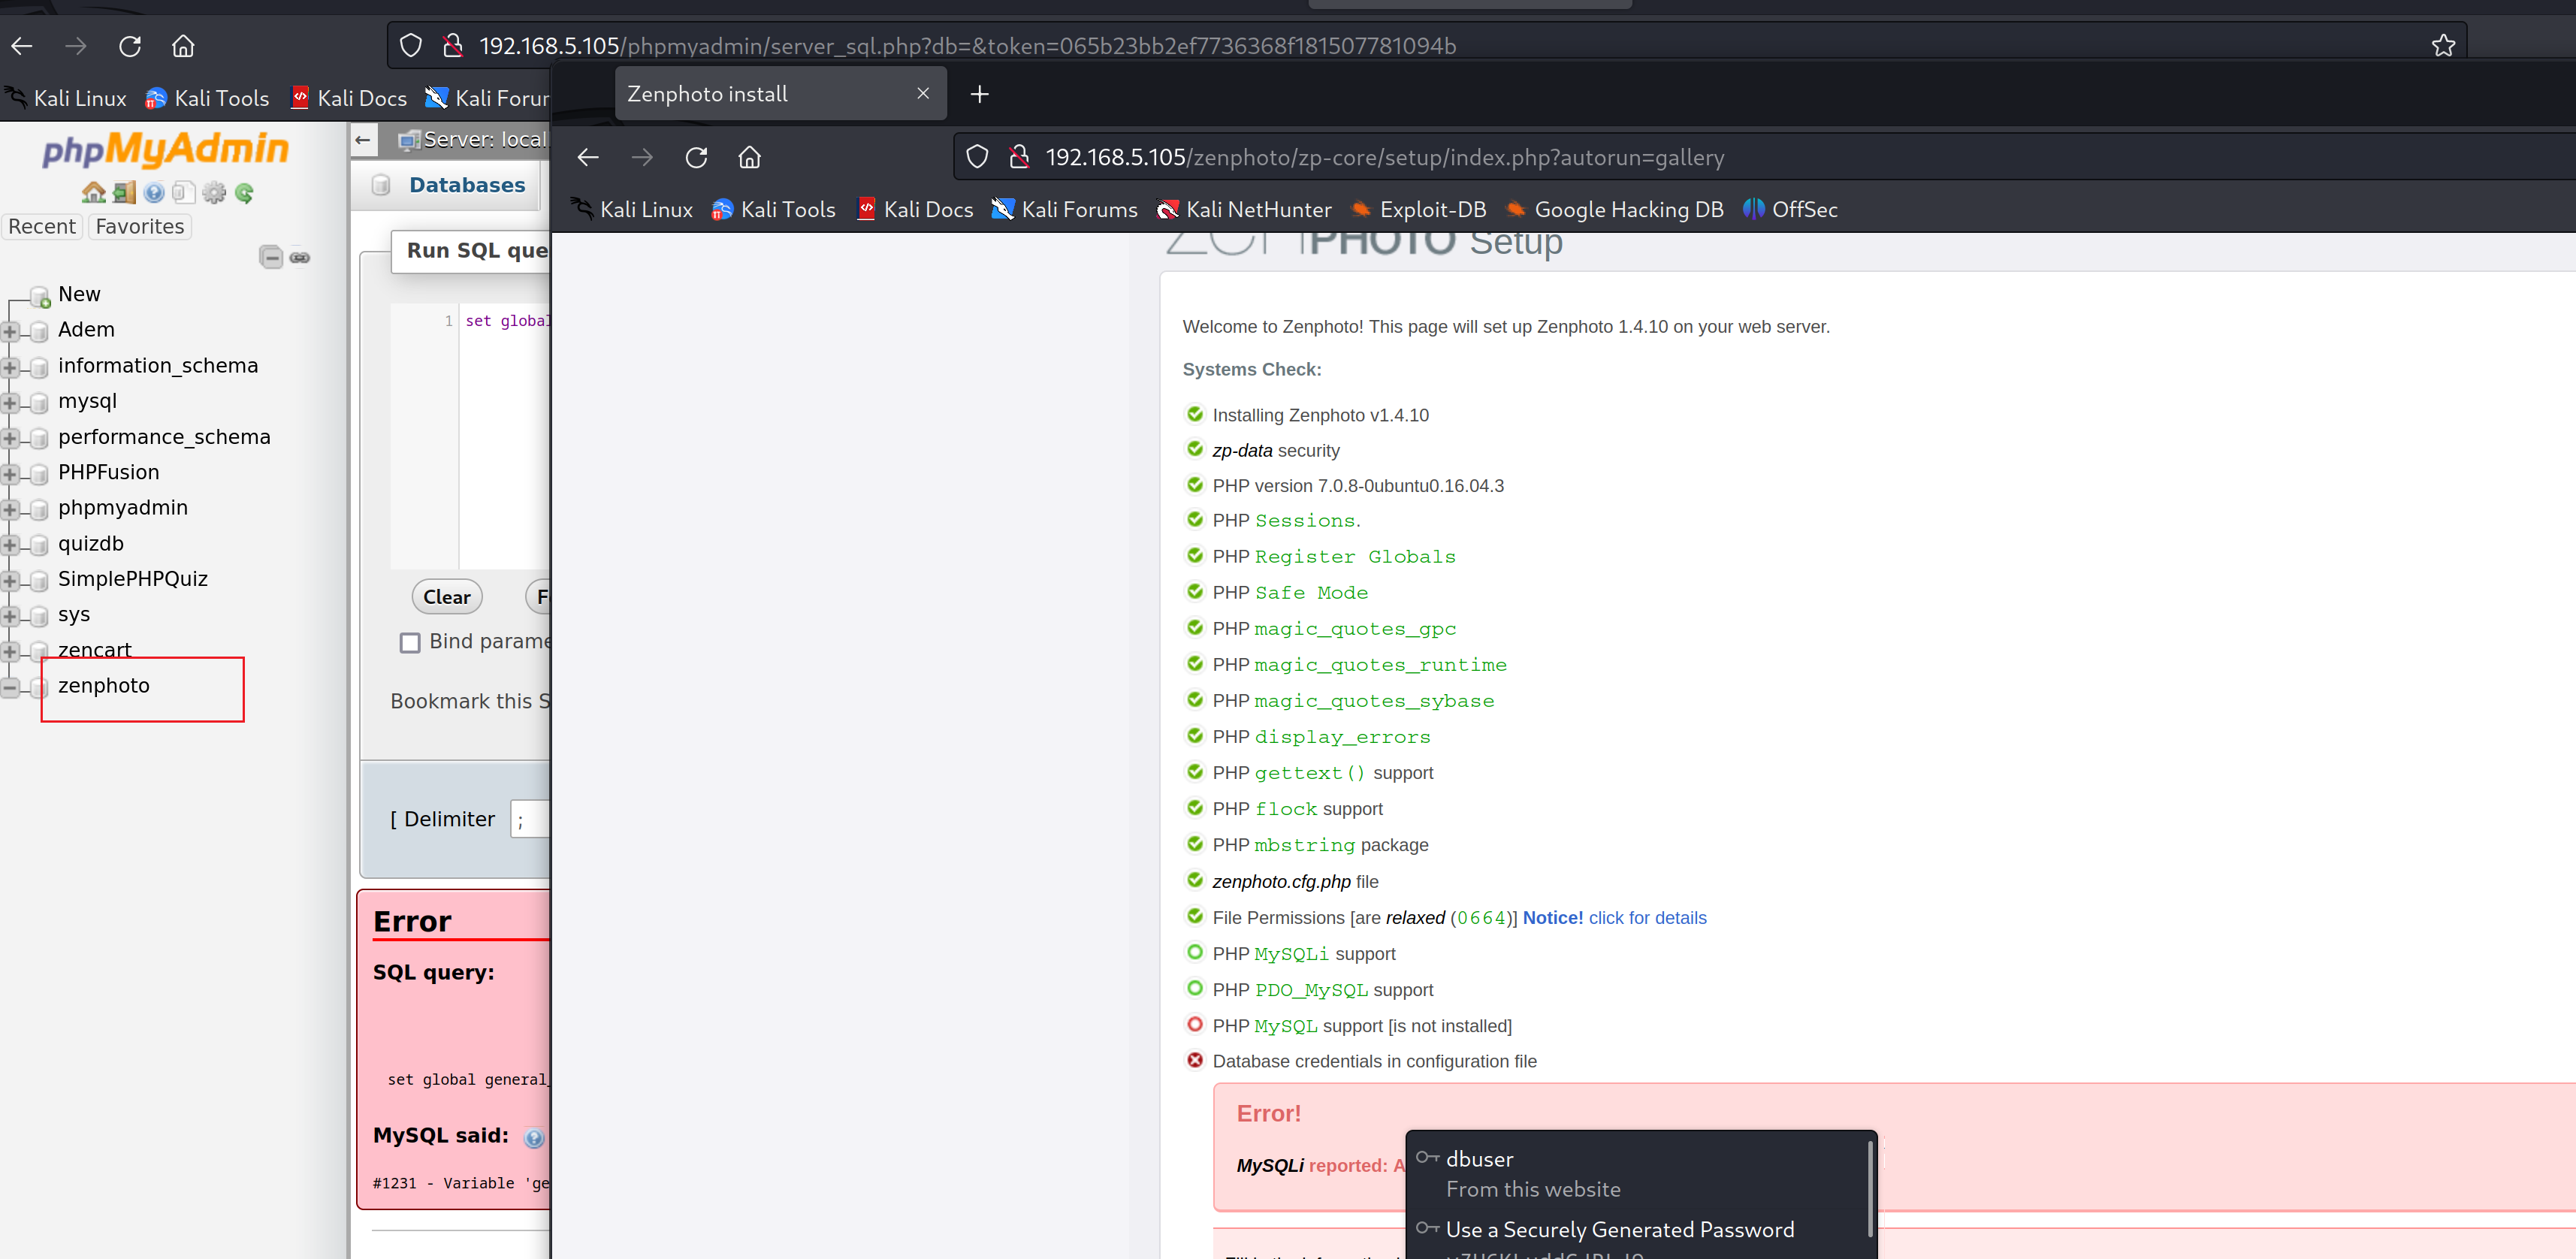 192.168.5.105/phpmyadmin/server_sql.php?db=&token=065b23bb2ef7736368f181507781094b
Kali Linux Kali Tools Kali Docs Kali Forur
phpMyAdmin
Recent Favorites
New
Adem
information_schema
mysql
performance_schema
PHPFusion
phpmyadmin
quizdb
SimplePHPQuiz
sys
zencart
zenphoto
Server: local
Databases
Run SQL que
1 set global
Clear F
Bind parame
Bookmark this S
[ Delimiter ;
Error
SQL query:
set global general_
MySQL said:
#1231 - Variable 'ge
Zenphoto install
192.168.5.105/zenphoto/zp-core/setup/index.php?autorun=gallery
Kali Linux Kali Tools Kali Docs Kali Forums Kali NetHunter Exploit-DB Google Hacking DB OffSec
ZENPHOTO Setup
Welcome to Zenphoto! This page will set up Zenphoto 1.4.10 on your web server.
Systems Check:
Installing Zenphoto v1.4.10
zp-data security
PHP version 7.0.8-0ubuntu0.16.04.3
PHP Sessions.
PHP Register Globals
PHP Safe Mode
PHP magic_quotes_gpc
PHP magic_quotes_runtime
PHP magic_quotes_sybase
PHP display_errors
PHP gettext() support
PHP flock support
PHP mbstring package
zenphoto.cfg.php file
File Permissions [are relaxed (0664)] Notice! click for details
PHP MySQLi support
PHP PDO_MySQL support
PHP MySQL support [is not installed]
Database credentials in configuration file
Error!
MySQLi reported: A
dbuser
From this website
Use a Securely Generated Password